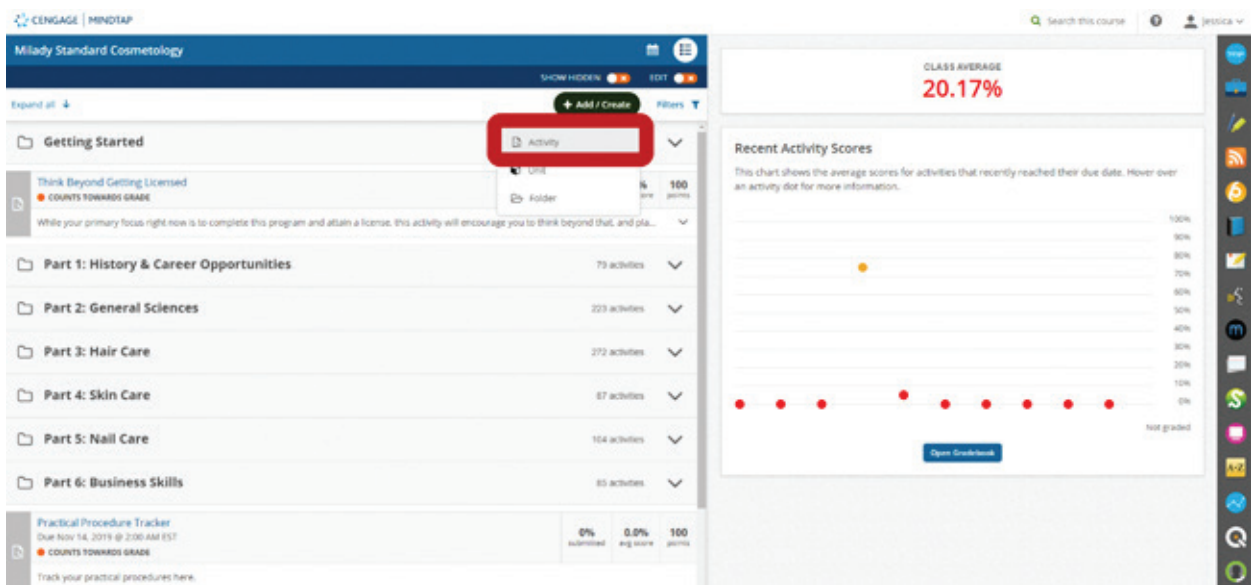 CENGAGE | MINDTAP
Search this course
Jessica
Milady Standard Cosmetology
SHOW HIDDEN
EDIT
Expand all
+ Add / Create
Filters
Getting Started
Activity
Unit
Folder
Think Beyond Getting Licensed
COUNTS TOWARDS GRADE
100
points
While your primary focus right now is to complete this program and attain a license, this activity will encourage you to think beyond that, and pla...
Part 1: History & Career Opportunities
79 activities
Part 2: General Sciences
223 activities
Part 3: Hair Care
272 activities
Part 4: Skin Care
87 activities
Part 5: Nail Care
104 activities
Part 6: Business Skills
85 activities
Practical Procedure Tracker
Due Nov 14, 2019 @ 2:00 AM EST
COUNTS TOWARDS GRADE
0%
submitted
0.0%
avg score
100
points
Track your practical procedures here.
CLASS AVERAGE
20.17%
Recent Activity Scores
This chart shows the average scores for activities that recently reached their due date. Hover over
an activity dot for more information.
100%
90%
80%
70%
60%
50%
40%
30%
20%
10%
0%
Not graded
Open Gradebook
A-Z